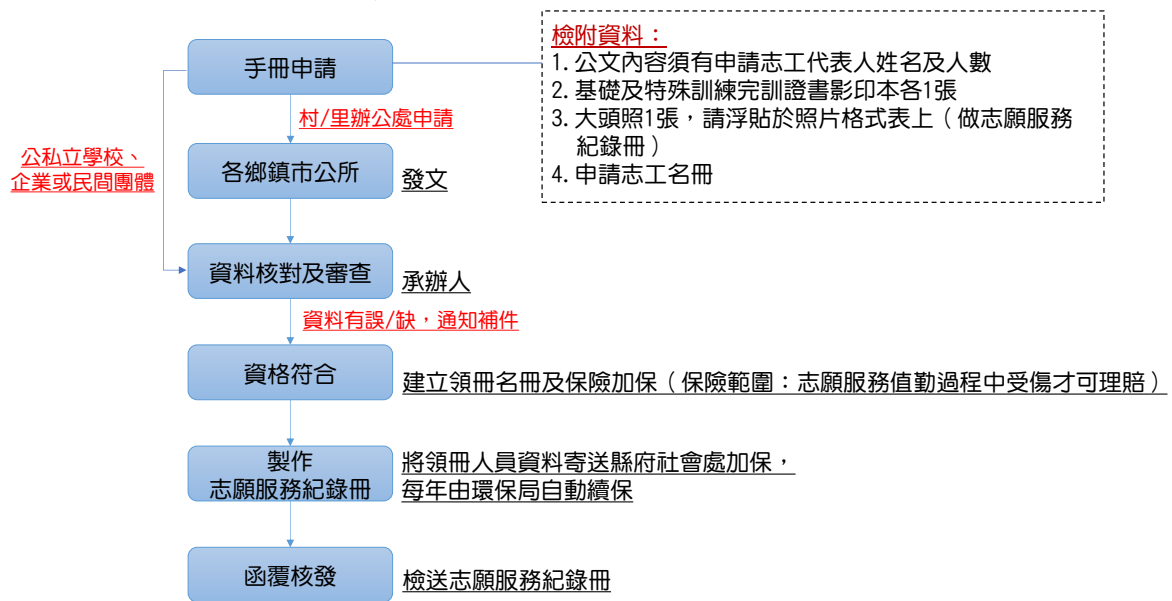 手冊申請
檢附資料：
1. 公文內容須有申請志工代表人姓名及人數
2. 基礎及特殊訓練完訓證書影印本各1張
3. 大頭照1張，請浮貼於照片格式表上（做志願服務
紀錄冊）
4. 申請志工名冊
村/里辦公處申請
公私立學校、
企業或民間團體
各鄉鎮市公所
發文
資料核對及審查
承辦人
資料有誤/缺，通知補件
資格符合
建立領冊名冊及保險加保（保險範圍：志願服務值勤過程中受傷才可理賠）
製作
志願服務紀錄冊
將領冊人員資料寄送縣府社會處加保，
每年由環保局自動續保
函覆核發
檢送志願服務紀錄冊